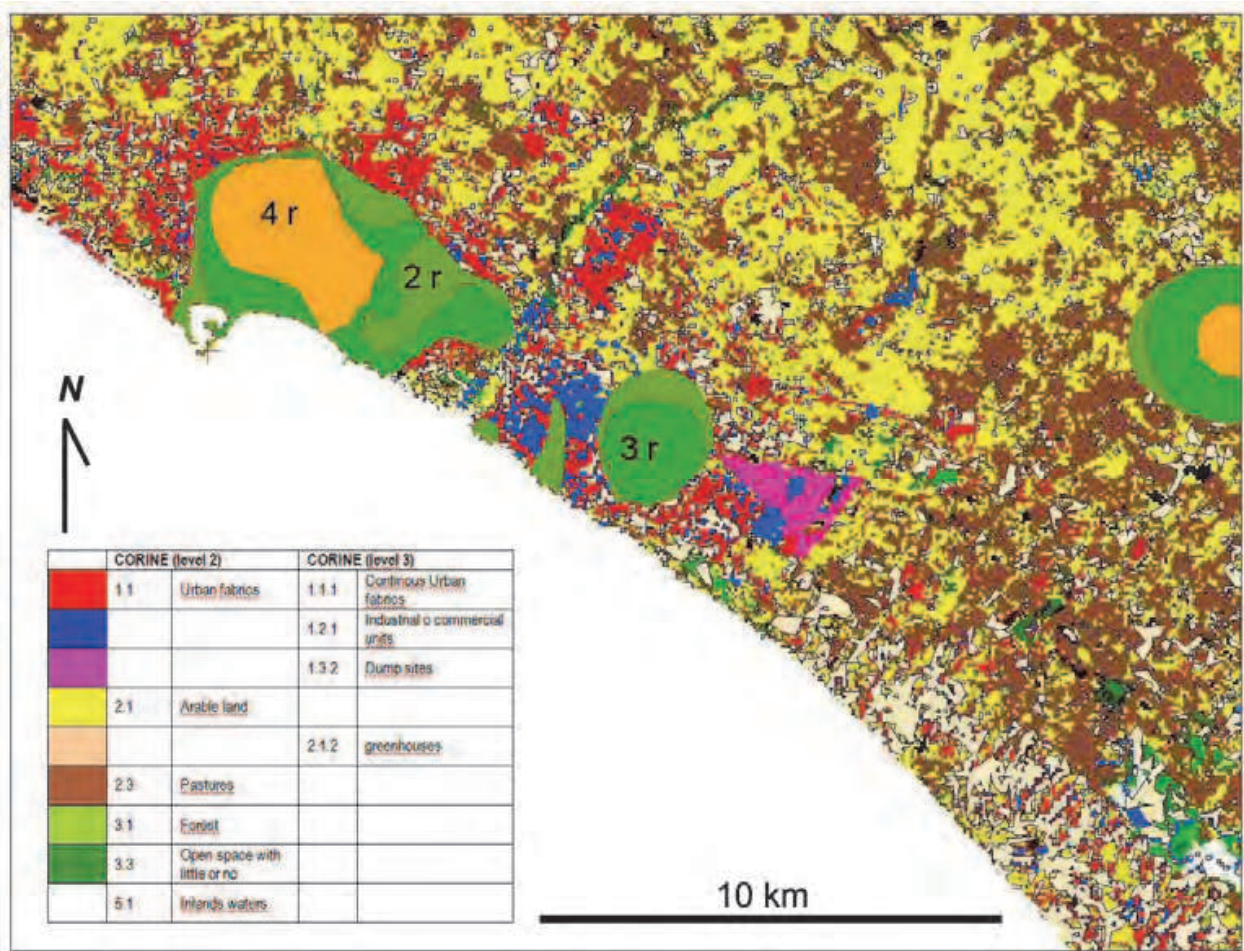 4 r
2 r
3 r
N
CORINE (level 2) CORINE (level 3)
1.1 Urban fabrics 1.1.1 Continous Urban
fabrics
1.2.1 Industrial o commercial
units
1.3.2 Dump sites
2.1 Arable land
2.1.2 greenhouses
2.3 Pastures
3.1 Forest
3.3 Open space with
little or no
5.1 Inlands waters
10 km